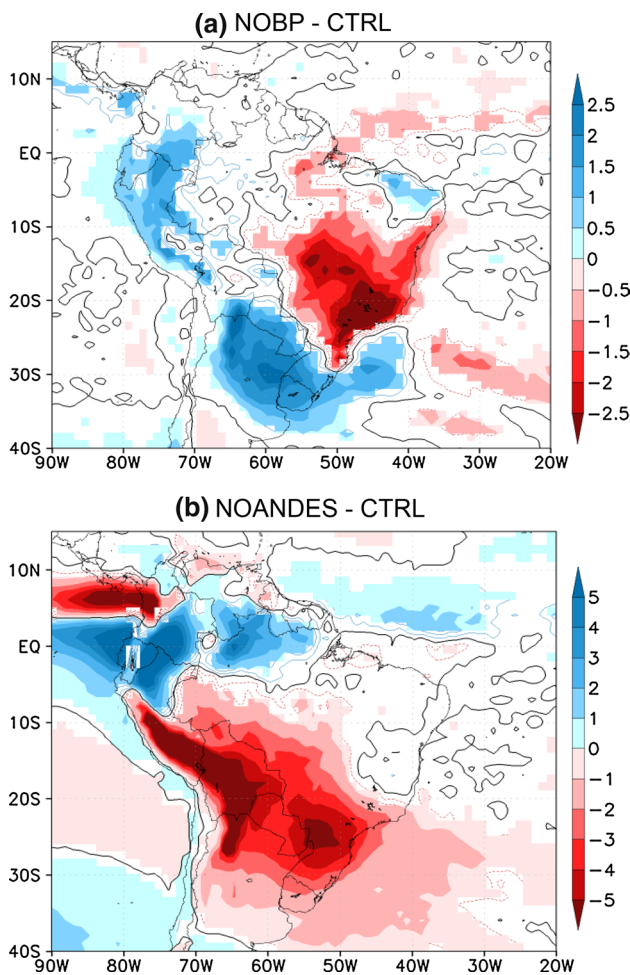 (a) NOBP - CTRL
10N
EQ
10S
20S
30S
40S
90W 80W 70W 60W 50W 40W 30W 20W
2.5
2
1.5
1
0.5
0
-0.5
-1
-1.5
-2
-2.5
(b) NOANDES - CTRL
10N
EQ
10S
20S
30S
40S
90W 80W 70W 60W 50W 40W 30W 20W
5
4
3
2
1
0
-1
-2
-3
-4
-5